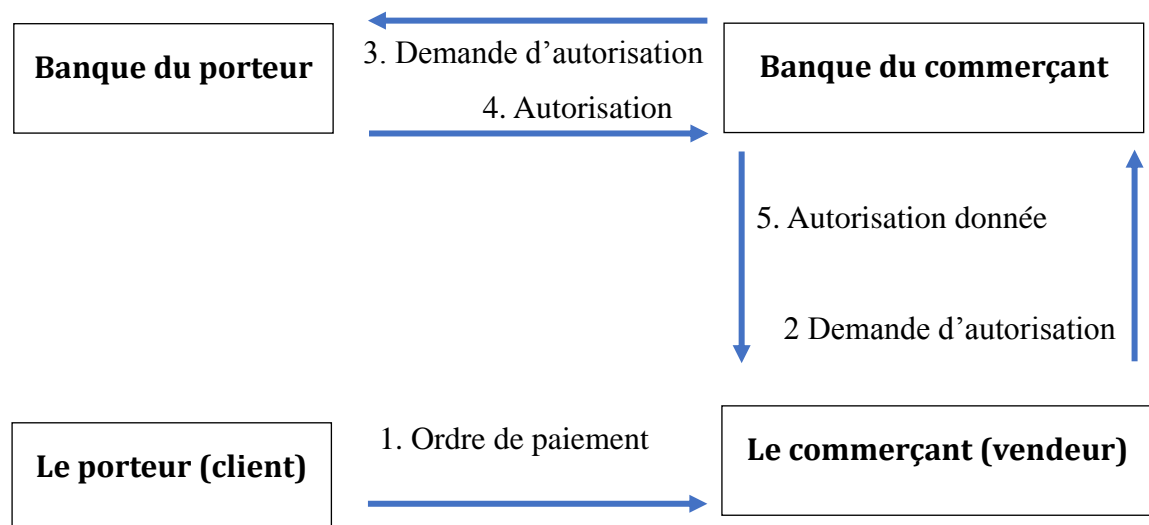 Banque du porteur
3. Demande d’autorisation
4. Autorisation
Banque du commerçant
5. Autorisation donnée
2 Demande d’autorisation
Le porteur (client)
1. Ordre de paiement
Le commerçant (vendeur)